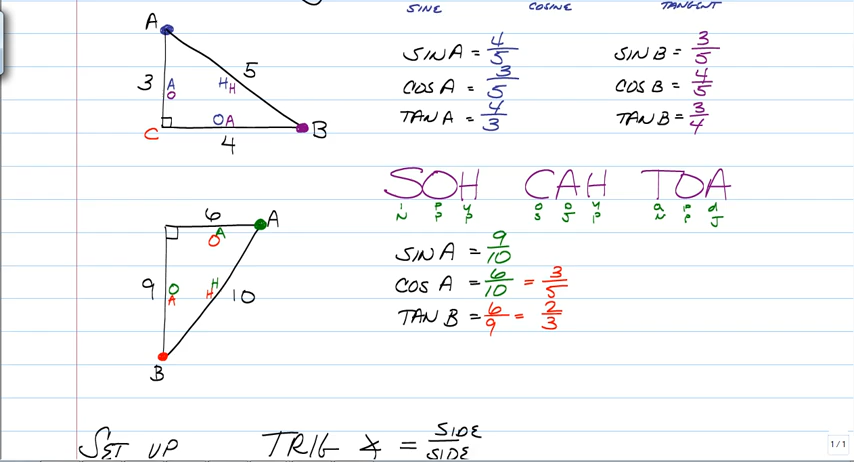 SINE COSINE TANGENT
A
3 A O H H 5
O A
C 4 B
SIN A = 4/5
COS A = 3/5
TAN A = 4/3
SIN B = 3/5
COS B = 4/5
TAN B = 3/4
SOH CAH TOA
I N P P Y P O S D J Y P A N P P D J
6 A
O A
9 O A H H 10
B
SIN A = 9/10
COS A = 6/10 = 3/5
TAN B = 6/9 = 2/3
SET UP TRIG ∡ = SIDE/SIDE
1/1